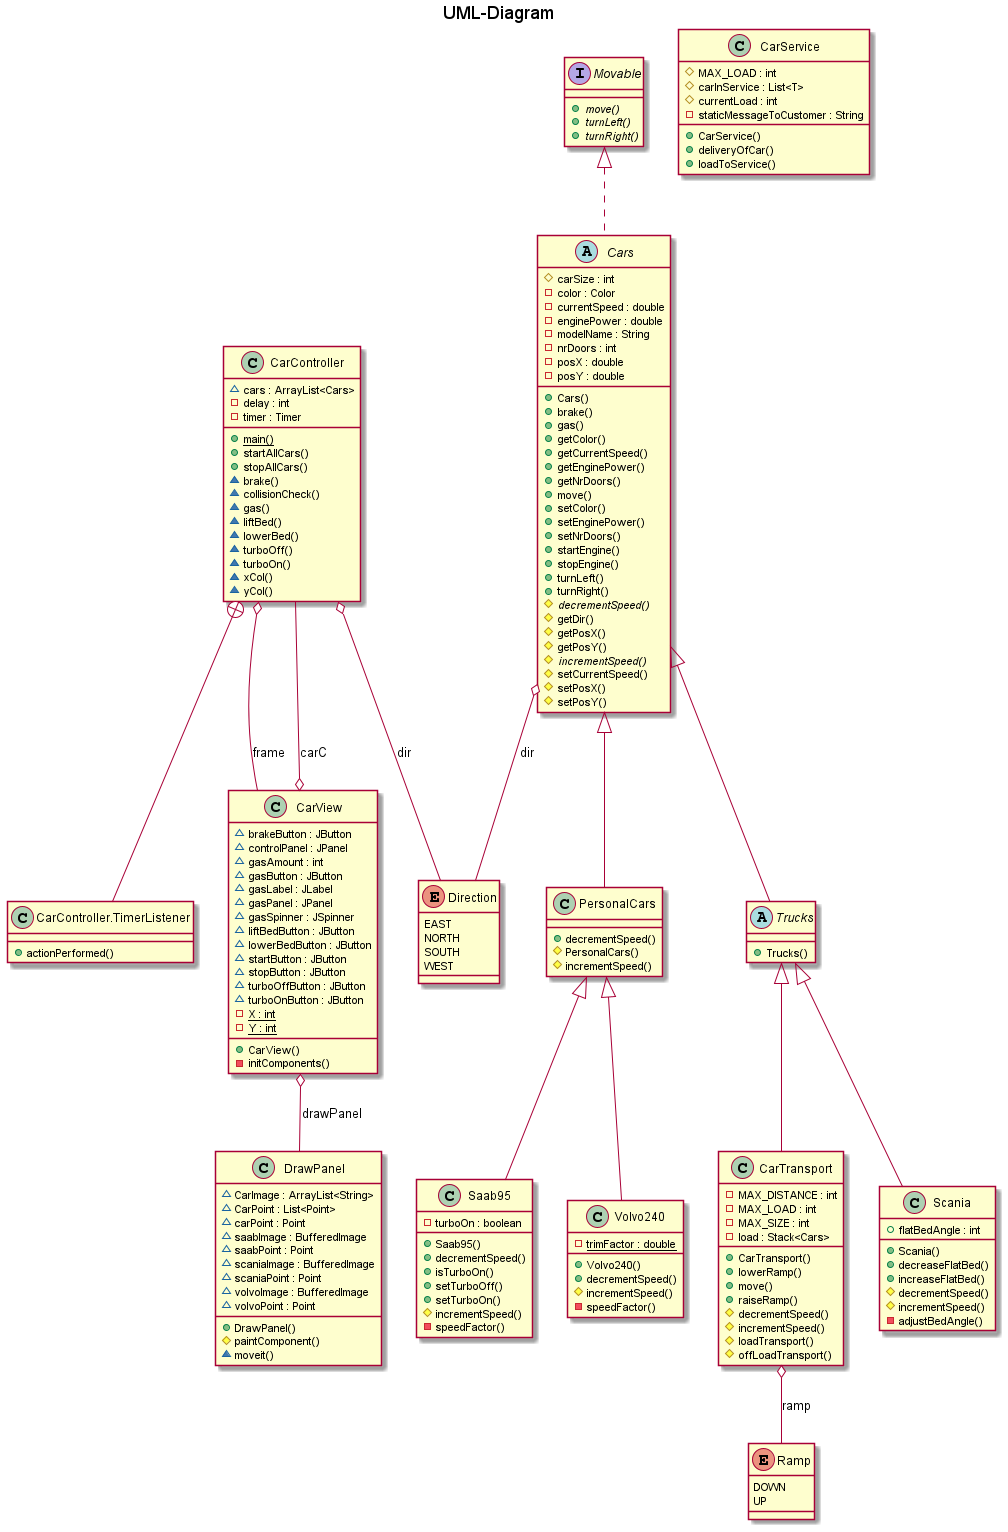 UML-Diagram
I Movable
move()
turnLeft()
turnRight()
C CarService
MAX_LOAD : int
carInService : List<T>
currentLoad : int
staticMessageToCustomer : String
CarService()
deliveryOfCar()
loadToService()
A Cars
carSize : int
color : Color
currentSpeed : double
enginePower : double
modelName : String
nrDoors : int
posX : double
posY : double
Cars()
brake()
gas()
getColor()
getCurrentSpeed()
getEnginePower()
getNrDoors()
move()
setColor()
setEnginePower()
setNrDoors()
startEngine()
stopEngine()
turnLeft()
turnRight()
decrementSpeed()
getDir()
getPosX()
getPosY()
incrementSpeed()
setCurrentSpeed()
setPosX()
setPosY()
C CarController
cars : ArrayList<Cars>
delay : int
timer : Timer
main()
startAllCars()
stopAllCars()
brake()
collisionCheck()
gas()
liftBed()
lowerBed()
turboOff()
turboOn()
xCol()
yCol()
frame
carC
dir
dir
C CarController.TimerListener
actionPerformed()
C CarView
brakeButton : JButton
controlPanel : JPanel
gasAmount : int
gasButton : JButton
gasLabel : JLabel
gasPanel : JPanel
gasSpinner : JSpinner
liftBedButton : JButton
lowerBedButton : JButton
startButton : JButton
stopButton : JButton
turboOffButton : JButton
turboOnButton : JButton
X : int
Y : int
CarView()
initComponents()
E Direction
EAST
NORTH
SOUTH
WEST
C PersonalCars
decrementSpeed()
PersonalCars()
incrementSpeed()
A Trucks
Trucks()
drawPanel
C DrawPanel
CarImage : ArrayList<String>
CarPoint : List<Point>
carPoint : Point
saabImage : BufferedImage
saabPoint : Point
scaniaImage : BufferedImage
scaniaPoint : Point
volvoImage : BufferedImage
volvoPoint : Point
DrawPanel()
paintComponent()
moveit()
C Saab95
turboOn : boolean
Saab95()
decrementSpeed()
isTurboOn()
setTurboOff()
setTurboOn()
incrementSpeed()
speedFactor()
C Volvo240
trimFactor : double
Volvo240()
decrementSpeed()
incrementSpeed()
speedFactor()
C CarTransport
MAX_DISTANCE : int
MAX_LOAD : int
MAX_SIZE : int
load : Stack<Cars>
CarTransport()
lowerRamp()
move()
raiseRamp()
decrementSpeed()
incrementSpeed()
loadTransport()
offLoadTransport()
C Scania
flatBedAngle : int
Scania()
decreaseFlatBed()
increaseFlatBed()
decrementSpeed()
incrementSpeed()
adjustBedAngle()
ramp
E Ramp
DOWN
UP